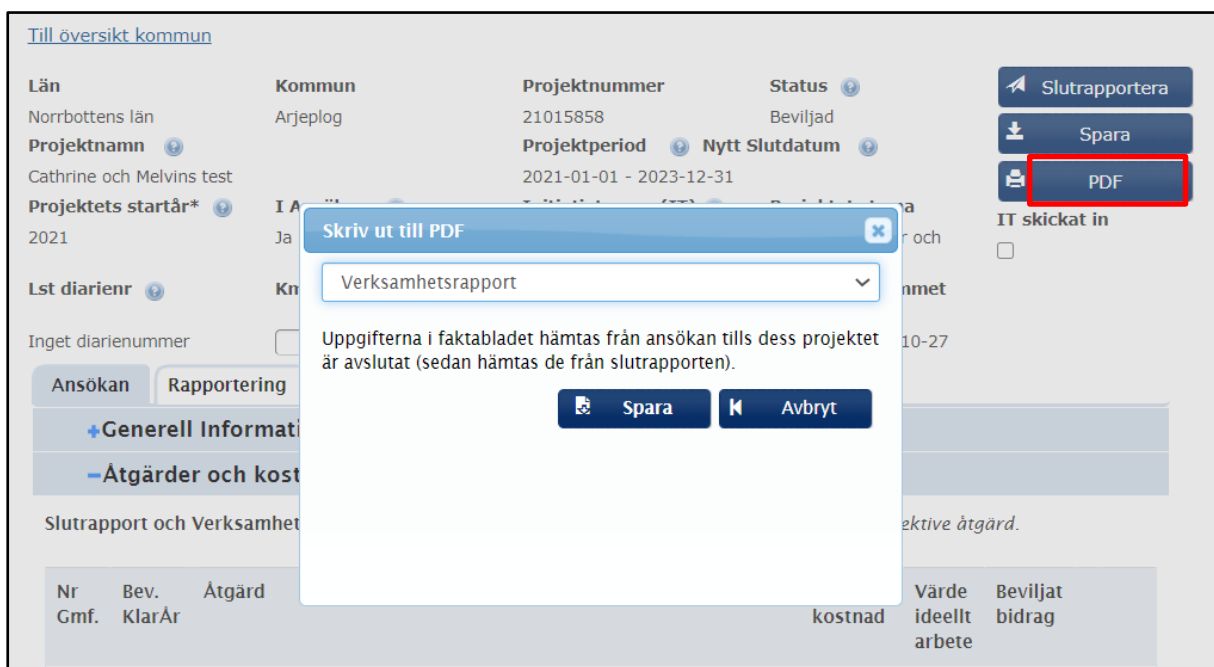 Till översikt kommun
Län Kommun Projektnummer Status
Norrbottens län Arjeplog 21015858 Beviljad
Projektnamn Projektperiod Nytt Slutdatum
Cathrine och Melvins test 2021-01-01 - 2023-12-31
Projektets startår* I A
2021 Ja r och
Lst diarienr
Inget diarienummer 10-27
Slutrapportera
Spara
PDF
IT skickat in
Skriv ut till PDF
Verksamhetsrapport
Uppgifterna i faktabladet hämtas från ansökan tills dess projektet
är avslutat (sedan hämtas de från slutrapporten).
Spara Avbryt
Ansökan Rapportering
+Generell Informati
-Åtgärder och kost
Slutrapport och Verksamhet ektive åtgärd.
Nr Bev. Åtgärd Värde Beviljat
Gmf. KlarÅr kostnad ideellt bidrag
arbete